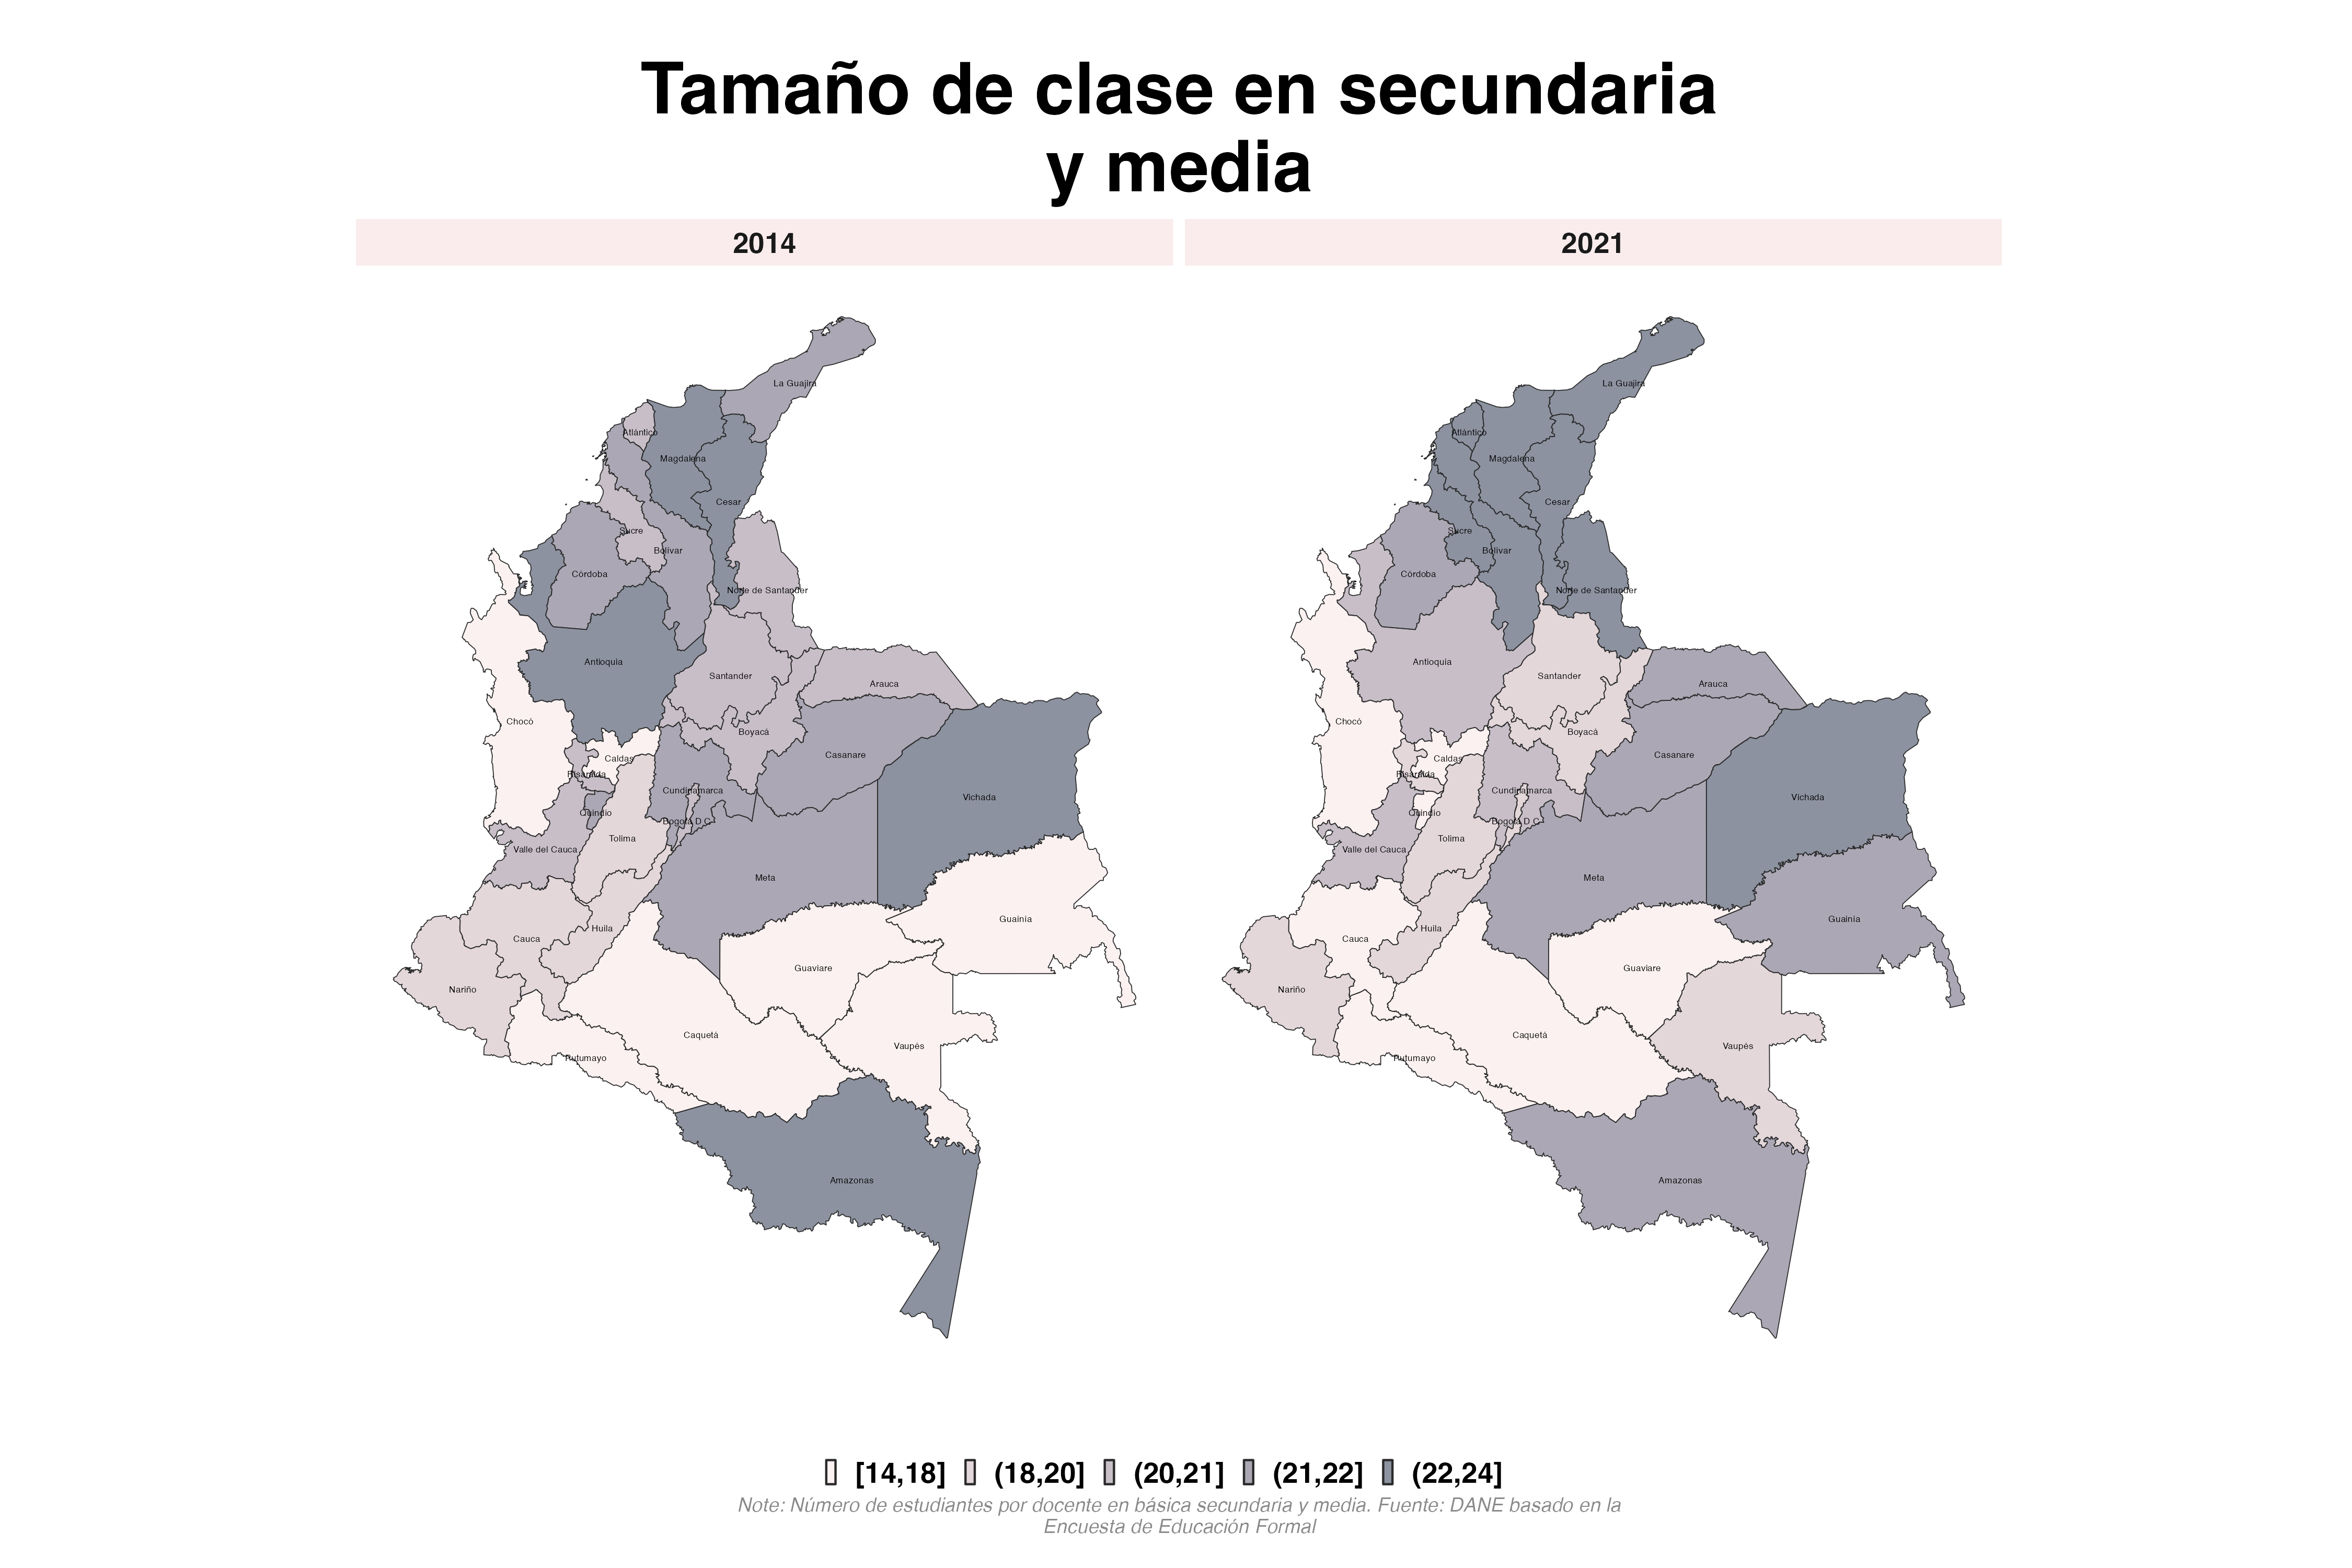 Tamaño de clase en secundaria
y media
2014
2021
La Guajira
Atlántico
Magdalena
Cesar
Sucre
Bolívar
Córdoba
Norte de Santander
Antioquia
Santander
Arauca
Chocó
Boyacá
Casanare
Caldas
Risaralda
Cundinamarca
Vichada
Quindío
Bogotá D.C.
Tolima
Valle del Cauca
Meta
Guainía
Huila
Cauca
Guaviare
Nariño
Caquetá
Vaupés
Putumayo
Amazonas
La Guajira
Atlántico
Magdalena
Cesar
Sucre
Bolívar
Córdoba
Norte de Santander
Antioquia
Santander
Arauca
Chocó
Boyacá
Casanare
Caldas
Risaralda
Cundinamarca
Vichada
Quindío
Bogotá D.C.
Tolima
Valle del Cauca
Meta
Guainía
Huila
Cauca
Guaviare
Nariño
Caquetá
Vaupés
Putumayo
Amazonas
[14,18] (18,20] (20,21] (21,22] (22,24]
Note: Número de estudiantes por docente en básica secundaria y media. Fuente: DANE basado en la
Encuesta de Educación Formal